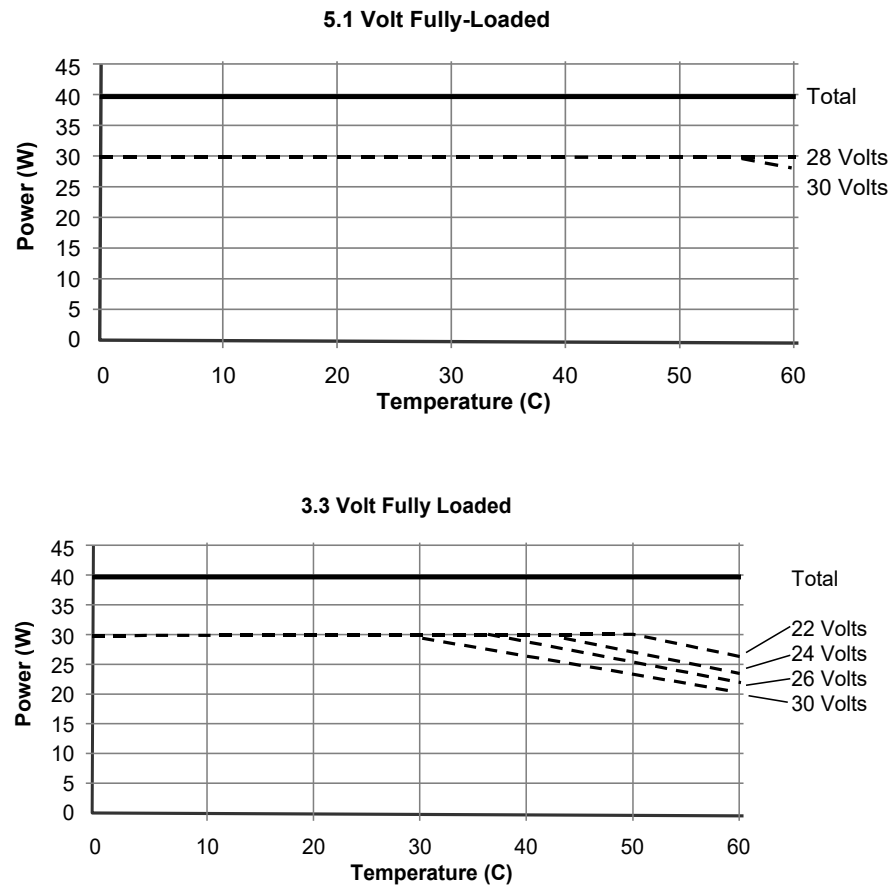 5.1 Volt Fully-Loaded
45
40
35
30
25
20
15
10
5
0
Power (W)
Total
28 Volts
30 Volts
0 10 20 30 40 50 60
Temperature (C)
3.3 Volt Fully Loaded
45
40
35
30
25
20
15
10
5
0
Power (W)
Total
22 Volts
24 Volts
26 Volts
30 Volts
0 10 20 30 40 50 60
Temperature (C)